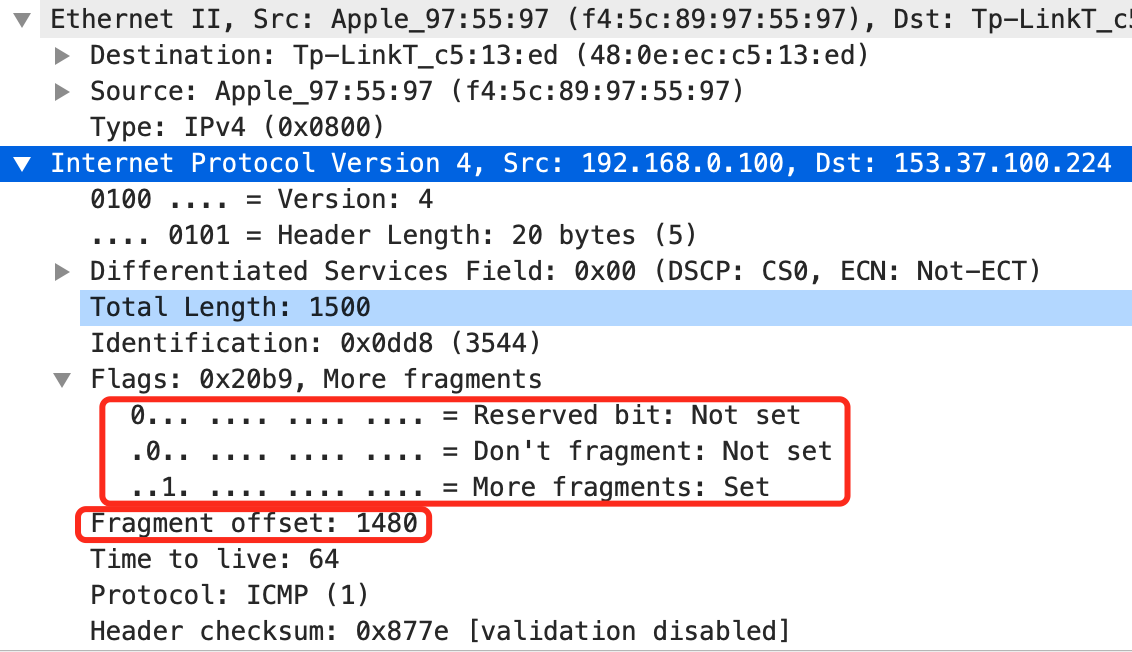 Ethernet II, Src: Apple_97:55:97 (f4:5c:89:97:55:97), Dst: Tp-LinkT_c5
Destination: Tp-LinkT_c5:13:ed (48:0e:ec:c5:13:ed)
Source: Apple_97:55:97 (f4:5c:89:97:55:97)
Type: IPv4 (0x0800)
Internet Protocol Version 4, Src: 192.168.0.100, Dst: 153.37.100.224
0100 .... = Version: 4
.... 0101 = Header Length: 20 bytes (5)
Differentiated Services Field: 0x00 (DSCP: CS0, ECN: Not-ECT)
Total Length: 1500
Identification: 0x0dd8 (3544)
Flags: 0x20b9, More fragments
0... .... .... .... = Reserved bit: Not set
.0.. .... .... .... = Don't fragment: Not set
..1. .... .... .... = More fragments: Set
Fragment offset: 1480
Time to live: 64
Protocol: ICMP (1)
Header checksum: 0x877e [validation disabled]